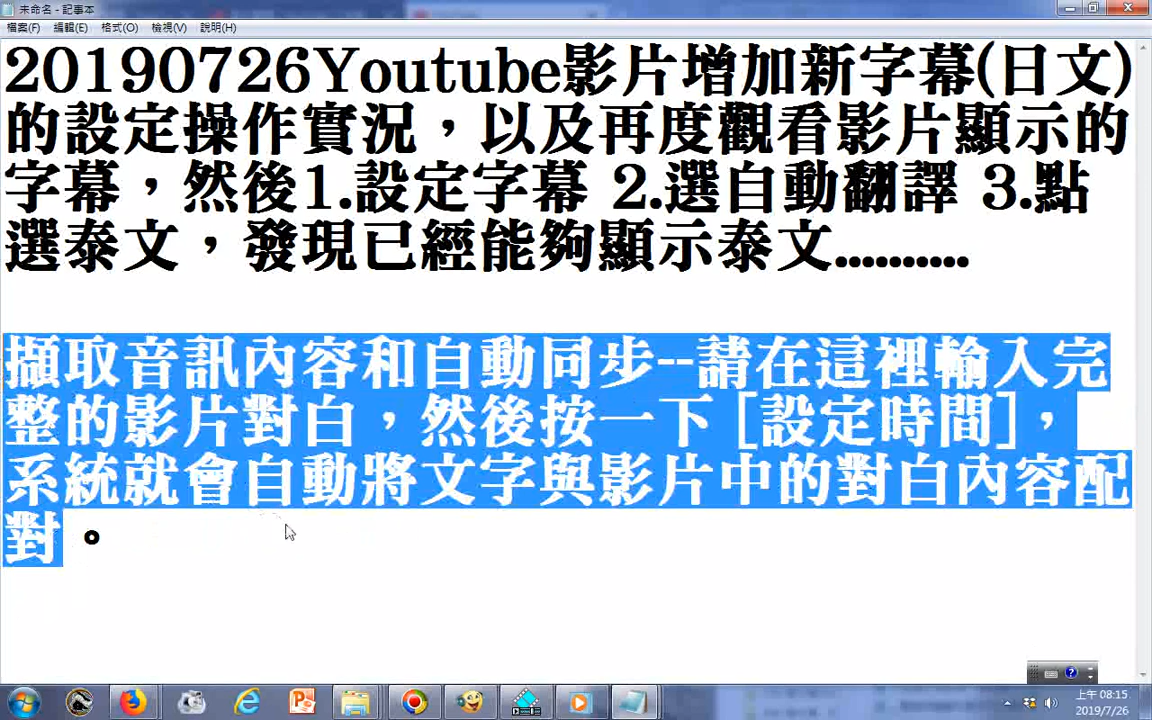 未命名 - 記事本
檔案(F) 編輯(E) 格式(O) 檢視(V) 說明(H)
20190726Youtube影片增加新字幕(日文)
的設定操作實況，以及再度觀看影片顯示的
字幕，然後1.設定字幕 2.選自動翻譯 3.點
選泰文，發現已經能夠顯示泰文..........
擷取音訊內容和自動同步--請在這裡輸入完
整的影片對白，然後按一下 [設定時間]，
系統就會自動將文字與影片中的對白內容配
對。
上午 08:15
2019/7/26